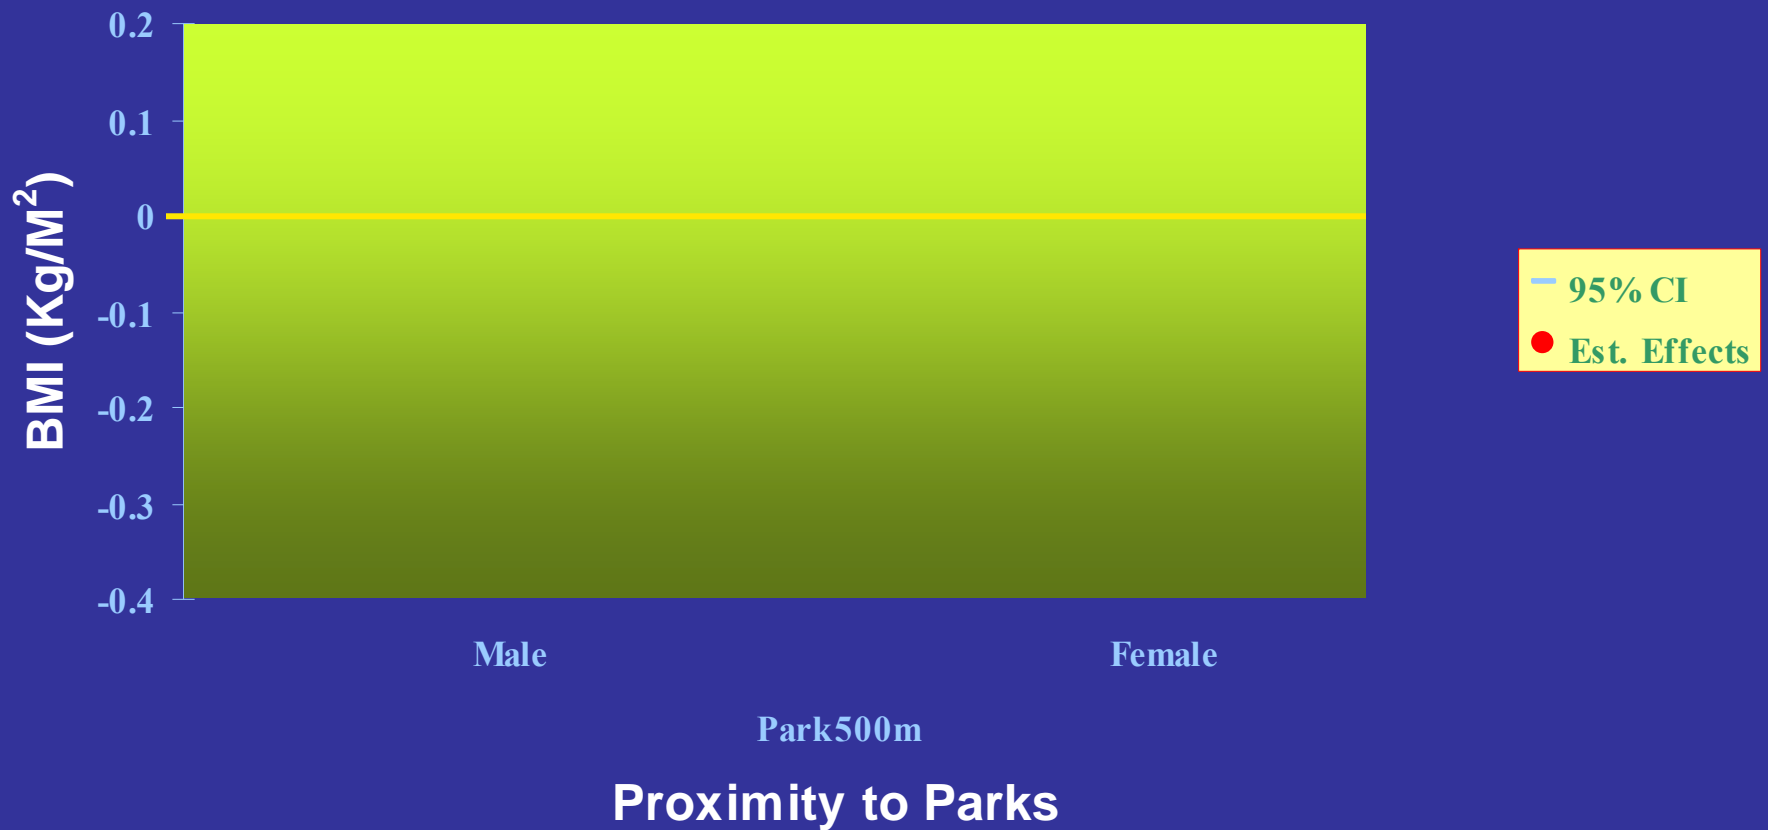 0.2
0.1
0
-0.1
-0.2
-0.3
-0.4
BMI (Kg/M²)
Male Female
Park500m
Proximity to Parks
95% CI
Est. Effects